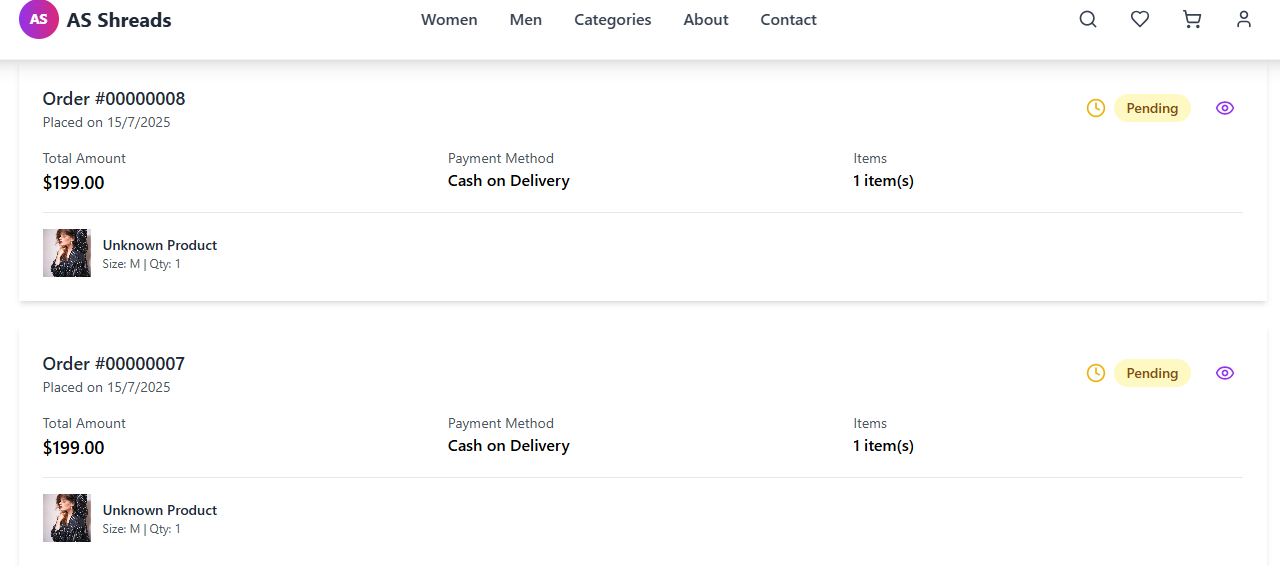 AS AS Shreads Women Men Categories About Contact
Order #00000008
Pending
Placed on 15/7/2025
Total Amount Payment Method Items
$199.00 Cash on Delivery 1 item(s)
Unknown Product
Size: M | Qty: 1
Order #00000007
Pending
Placed on 15/7/2025
Total Amount Payment Method Items
$199.00 Cash on Delivery 1 item(s)
Unknown Product
Size: M | Qty: 1